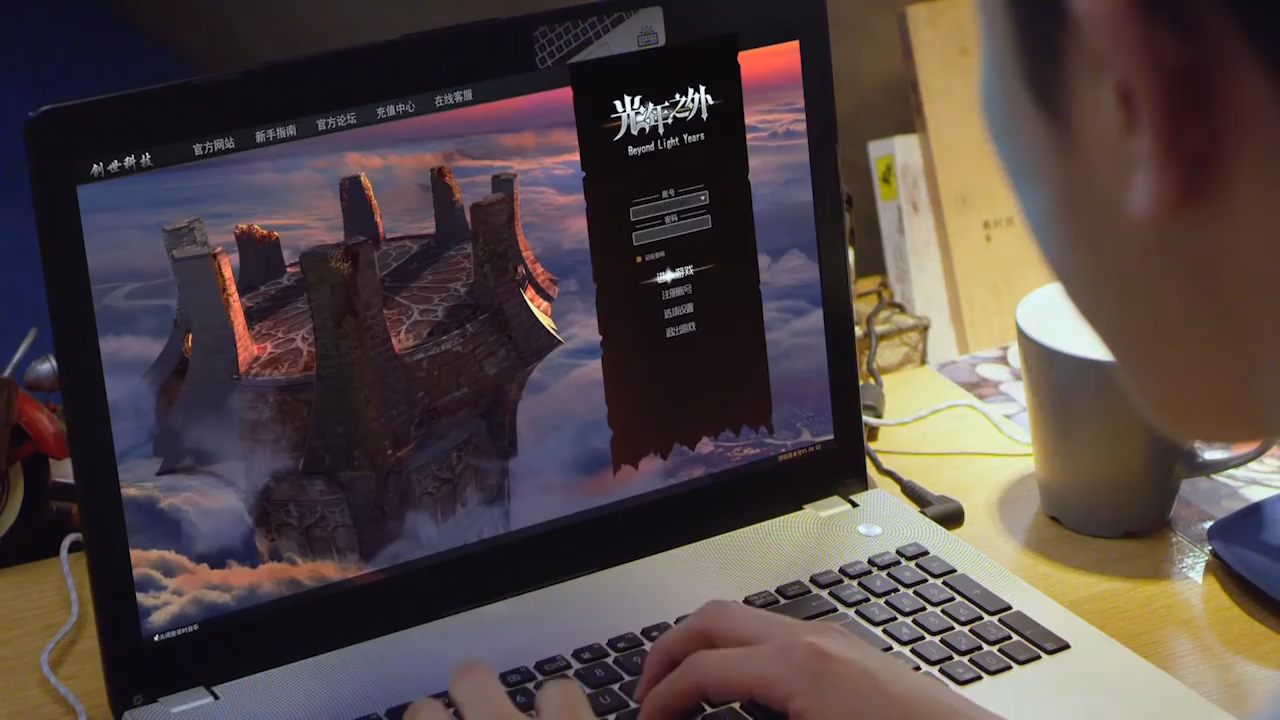 创世科技
官方网站
新手指南
官方论坛
充值中心
在线客服
光年之外
Beyond Light Years
账号
密码
进入游戏
注册账号
选项设置
退出游戏